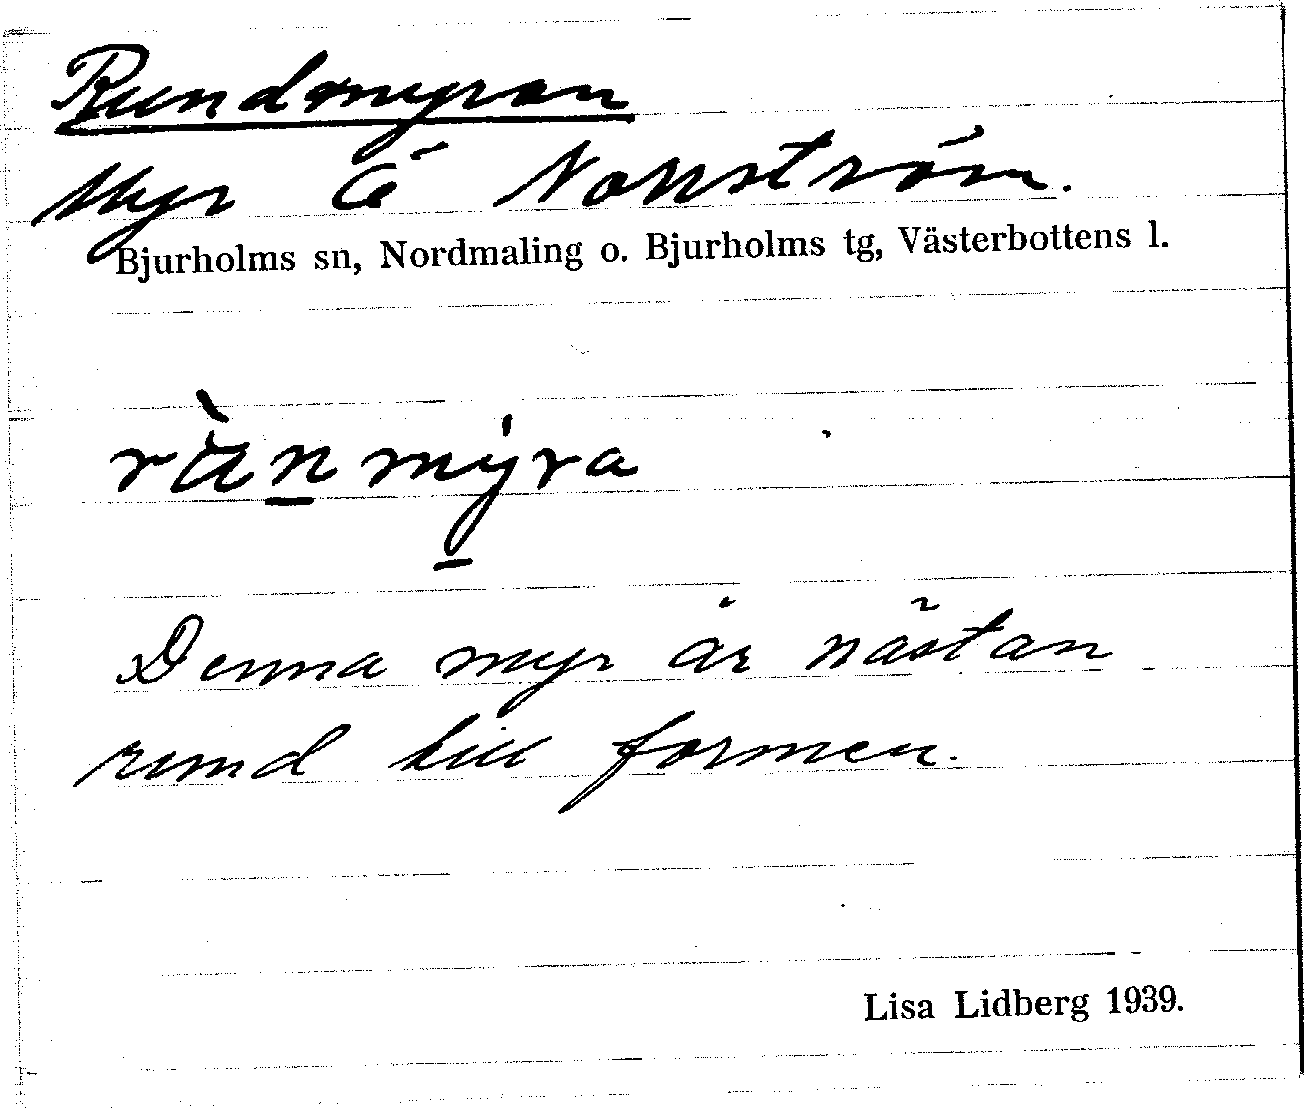 Rundmyran
Myr Ö Norrström.
Bjurholms sn, Nordmaling o. Bjurholms tg, Västerbottens l.
rànmýra
Denna myr är nästan
rund till formen.
Lisa Lidberg 1939.